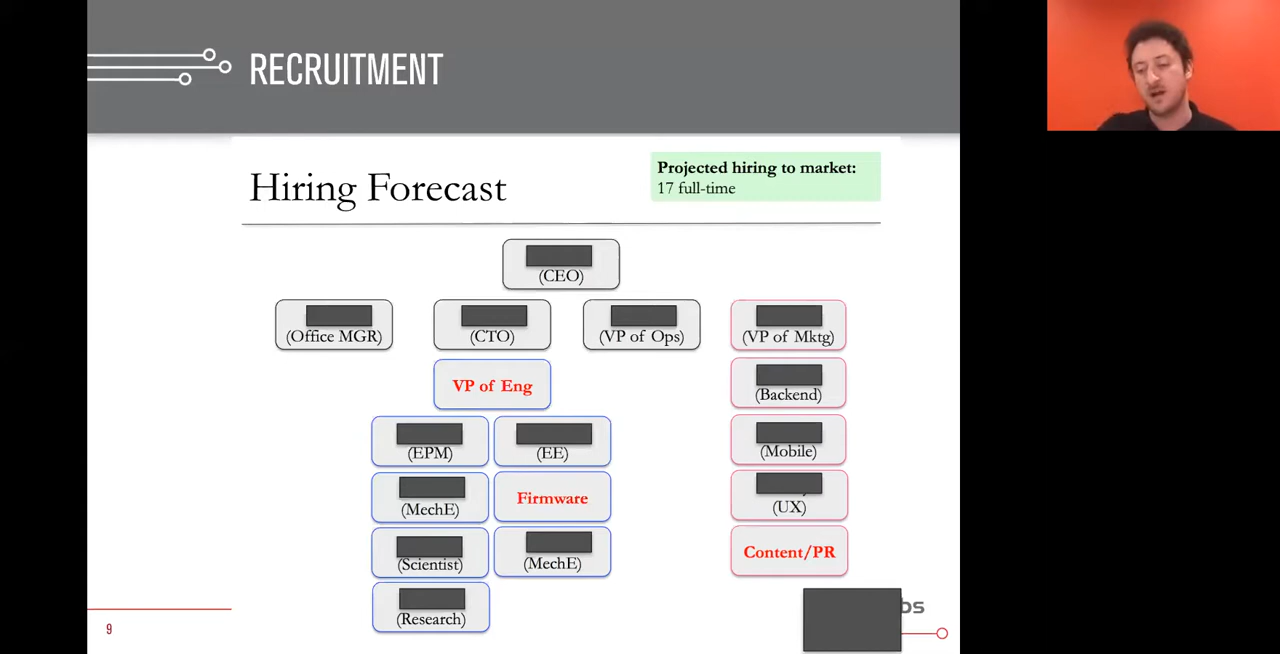 RECRUITMENT
Hiring Forecast
Projected hiring to market:
17 full-time
(CEO)
(Office MGR)
(CTO)
(VP of Ops)
(VP of Mktg)
VP of Eng
(Backend)
(EPM)
(EE)
(Mobile)
(MechE)
Firmware
(UX)
(Scientist)
(MechE)
Content/PR
(Research)
bs
9